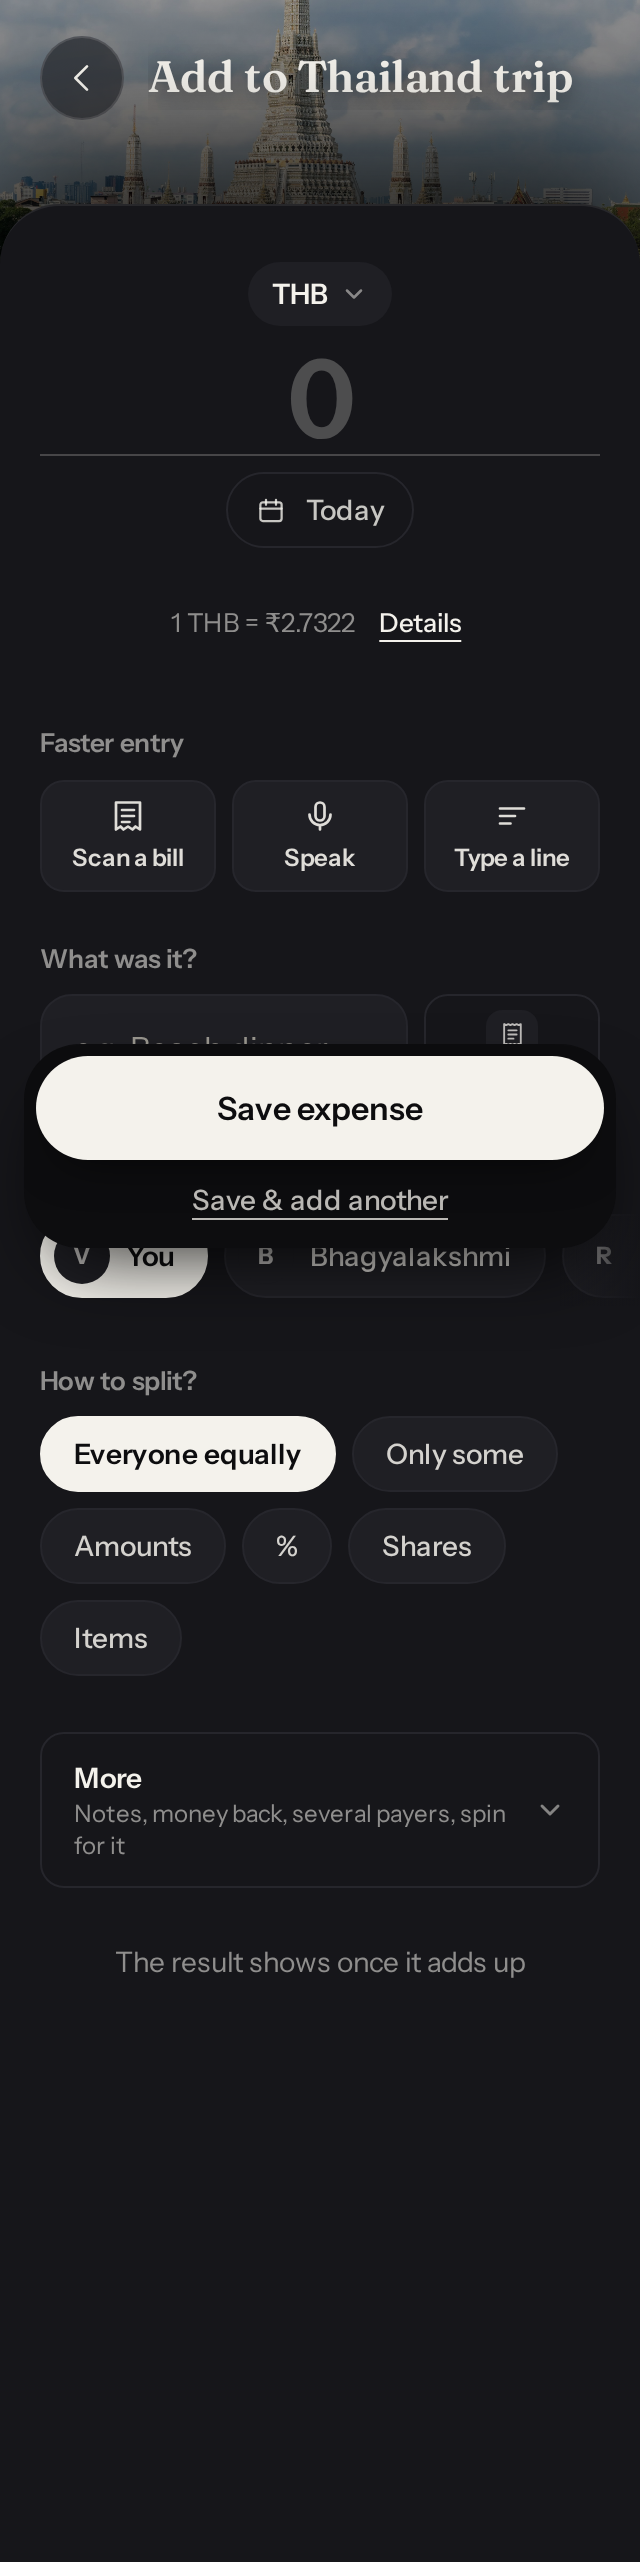 Add to Thailand trip
THB
0
Today
1 THB = ₹2.7322 Details
Faster entry
Scan a bill
Speak
Type a line
What was it?
Save expense
Save & add another
V You
B Bhagyalakshmi
R
How to split?
Everyone equally
Only some
Amounts
%
Shares
Items
More
Notes, money back, several payers, spin
for it
The result shows once it adds up